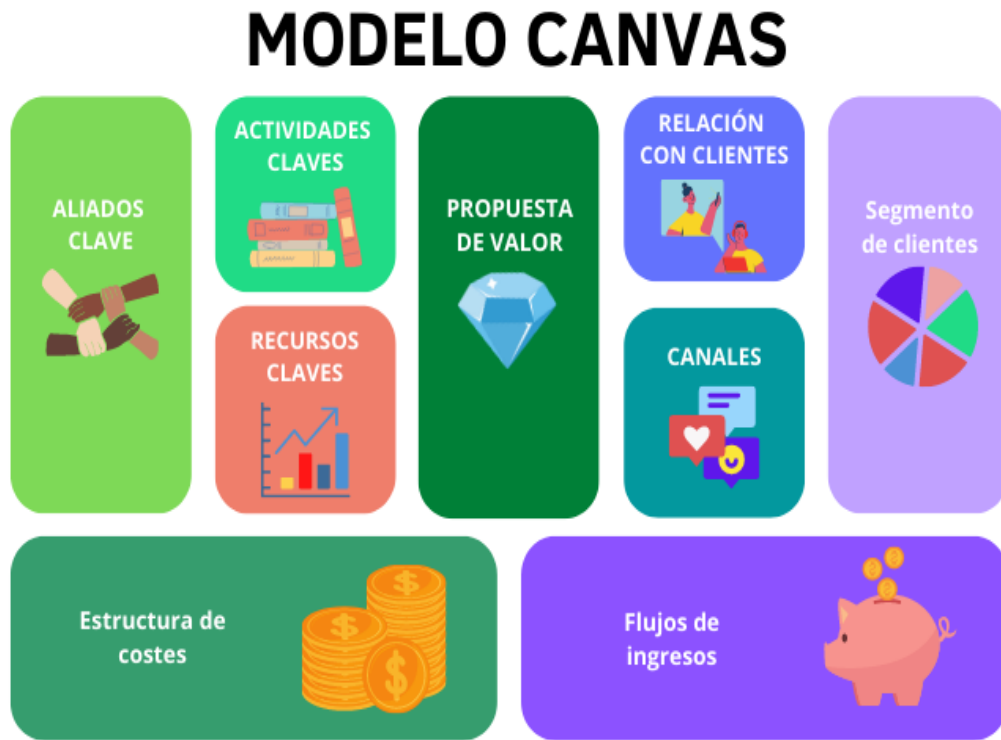 MODELO CANVAS
ALIADOS
CLAVE
ACTIVIDADES
CLAVES
RECURSOS
CLAVES
PROPUESTA
DE VALOR
RELACIÓN
CON CLIENTES
CANALES
Segmento
de clientes
Estructura de
costes
Flujos de
ingresos